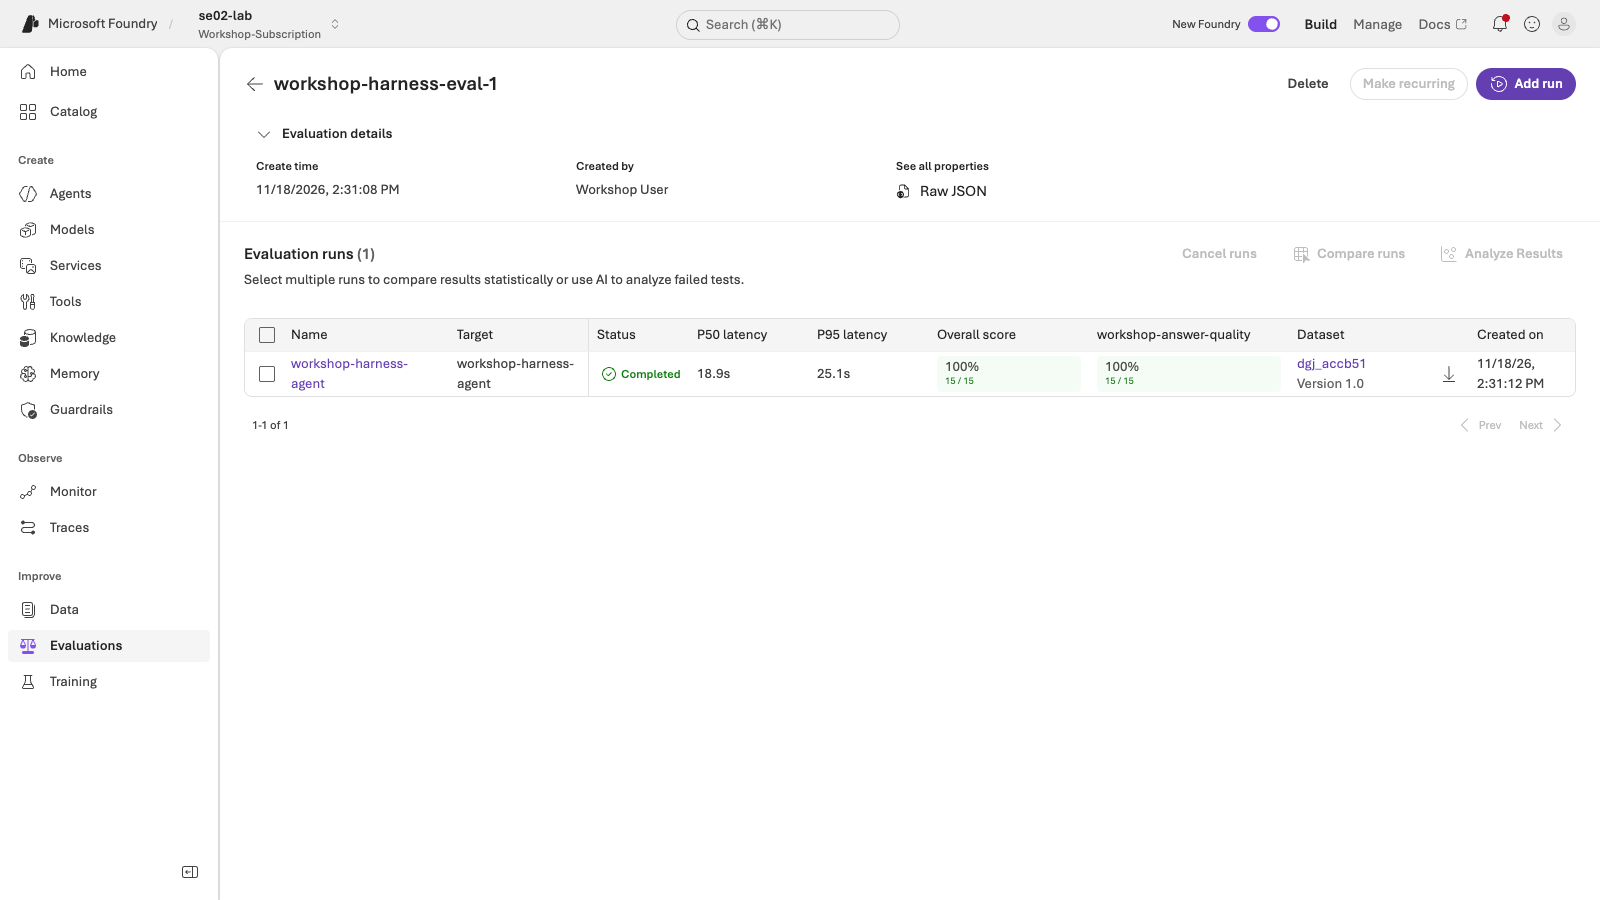 Microsoft Foundry / se02-lab
Workshop-Subscription
Search (⌘K)
New Foundry
Build
Manage
Docs
Home
Catalog
Create
Agents
Models
Services
Tools
Knowledge
Memory
Guardrails
Observe
Monitor
Traces
Improve
Data
Evaluations
Training
workshop-harness-eval-1
Delete
Make recurring
Add run
Evaluation details
Create time
11/18/2026, 2:31:08 PM
Created by
Workshop User
See all properties
Raw JSON
Evaluation runs (1)
Select multiple runs to compare results statistically or use AI to analyze failed tests.
Cancel runs
Compare runs
Analyze Results
Name Target Status P50 latency P95 latency Overall score workshop-answer-quality Dataset Created on
workshop-harness-
agent
workshop-harness-
agent
Completed
18.9s
25.1s
100%
15 / 15
100%
15 / 15
dgj_accb51
Version 1.0
11/18/26,
2:31:12 PM
1-1 of 1
Prev
Next